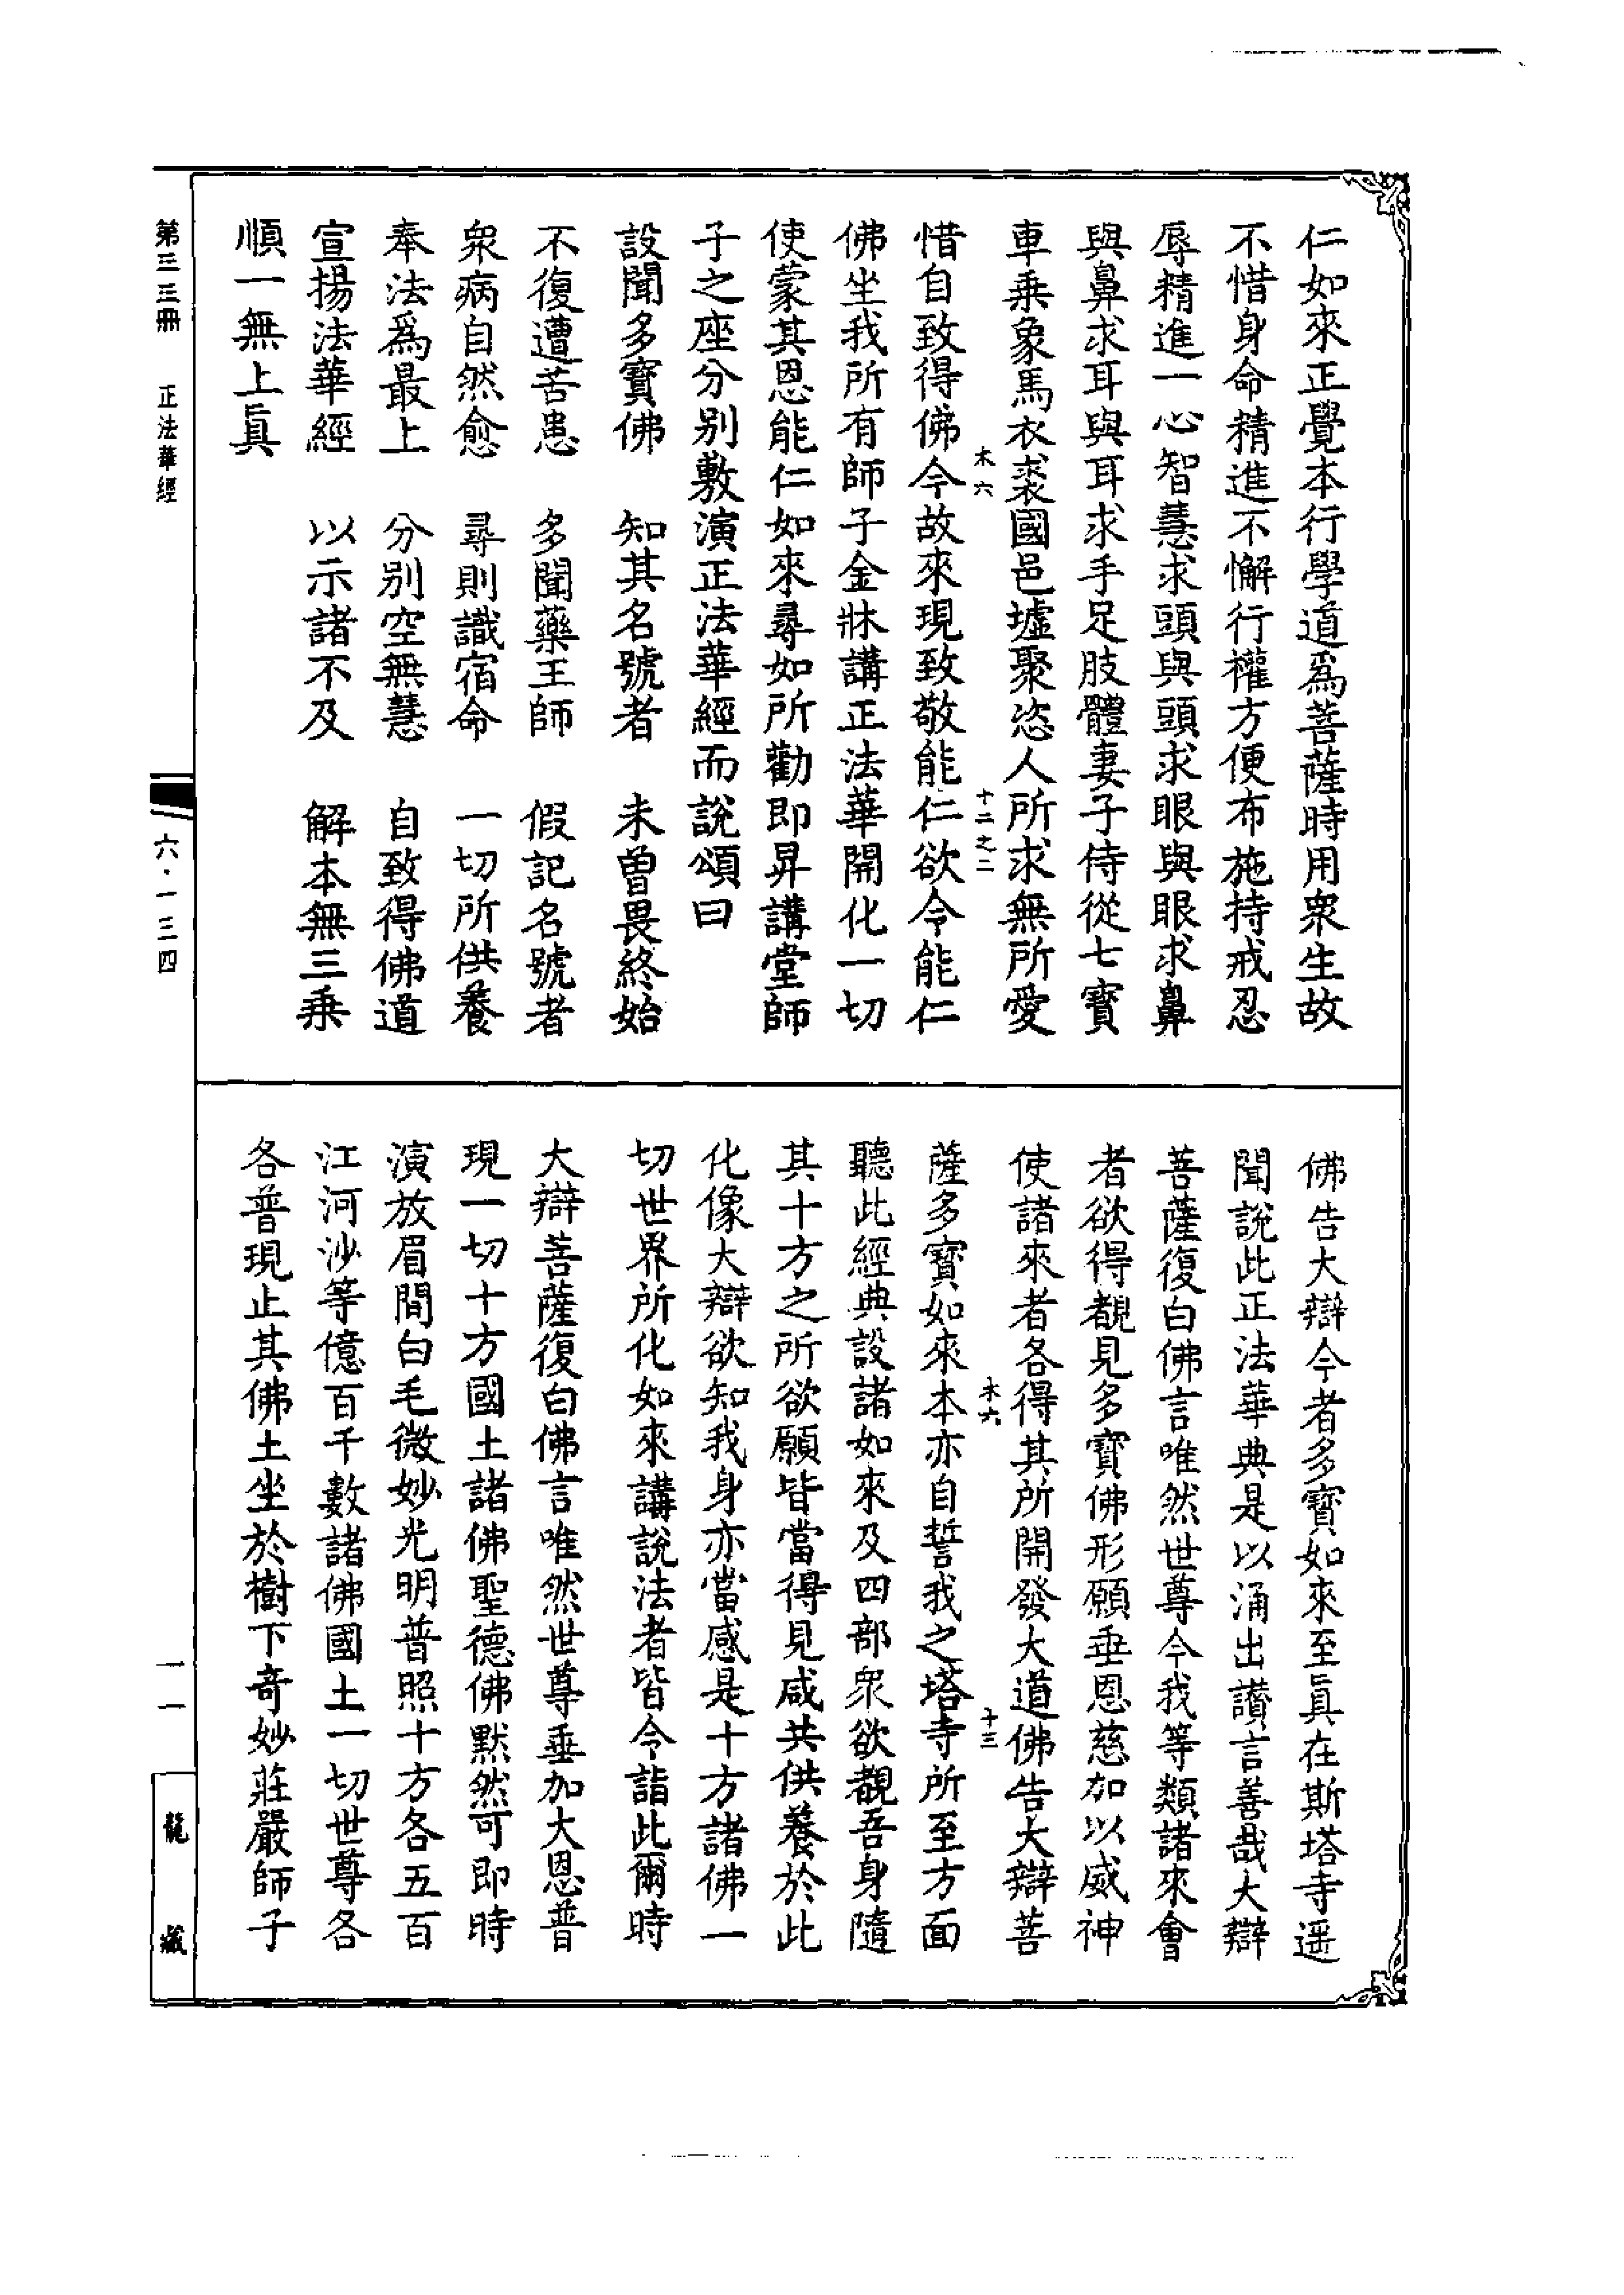 仁如來正覺本行學道爲菩薩時用衆生故
不惜身命精進不懈行權方便布施持戒忍
辱精進一心智慧求頭與頭求眼與眼求鼻
與鼻求耳與耳求手足肢體妻子侍從七寶
車乗象馬衣裘國邑墟聚恣人所求無所愛
木六
十二之二
惜自致得佛今故來現致敬能仁欲令能仁
佛坐我所有師子金牀講正法華開化一切
使蒙其恩能仁如來尋如所勸即昇講堂師
子之座分别敷演正法華經而說頌曰
設聞多寶佛　知其名號者　未曽畏終始
不復遭苦患　多聞藥王師　假記名號者
衆病自然愈　尋則識宿命　一切所供養
奉法爲最上　分别空無慧　自致得佛道
宣揚法華經　以示諸不及　解本無三乗
順一無上眞
佛告大辯今者多寶如來至眞在斯塔寺遥
聞說此正法華典是以涌出讃言善哉大辯
菩薩復白佛言唯然世尊今我等類諸來會
者欲得覩見多寶佛形願垂恩慈加以威神
使諸來者各得其所開發大道佛告大辯菩
木六
十三
薩多寶如來本亦自誓我之塔寺所至方面
聽此經典設諸如來及四部衆欲覩吾身隨
其十方之所欲願皆當得見咸共供養於此
化像大辯欲知我身亦當感是十方諸佛一
切世界所化如來講說法者皆令詣此爾時
大辯菩薩復白佛言唯然世尊垂加大恩普
現一切十方國土諸佛聖德佛默然可即時
演放眉間白毛微妙光明普照十方各五百
江河沙等億百千數諸佛國土一切世尊各
各普現止其佛土坐於樹下奇妙莊嚴師子
第三三冊　正法華經
六·一三四
一一
龍藏